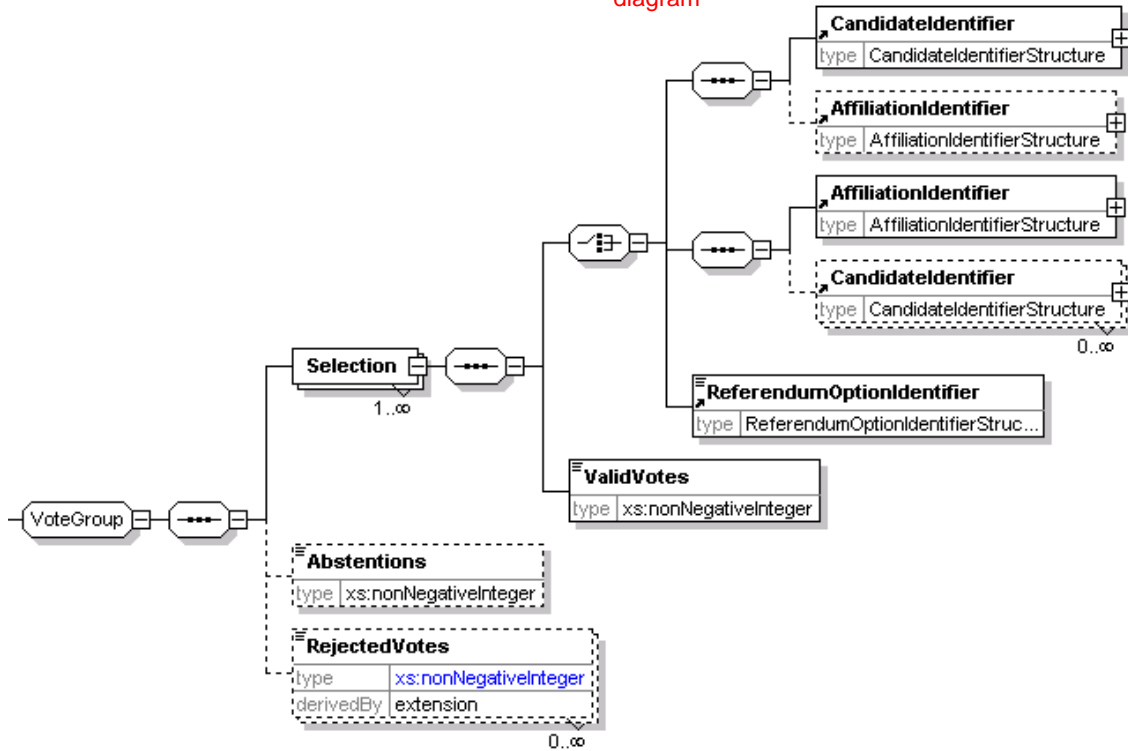 diagram
CandidateIdentifier
type CandidateIdentifierStructure
AffiliationIdentifier
type AffiliationIdentifierStructure
AffiliationIdentifier
type AffiliationIdentifierStructure
CandidateIdentifier
type CandidateIdentifierStructure
0..∞
Selection
1..∞
ReferendumOptionIdentifier
type ReferendumOptionIdentifierStruc...
ValidVotes
type xs:nonNegativeInteger
VoteGroup
Abstentions
type xs:nonNegativeInteger
RejectedVotes
type xs:nonNegativeInteger
derivedBy extension
0..∞